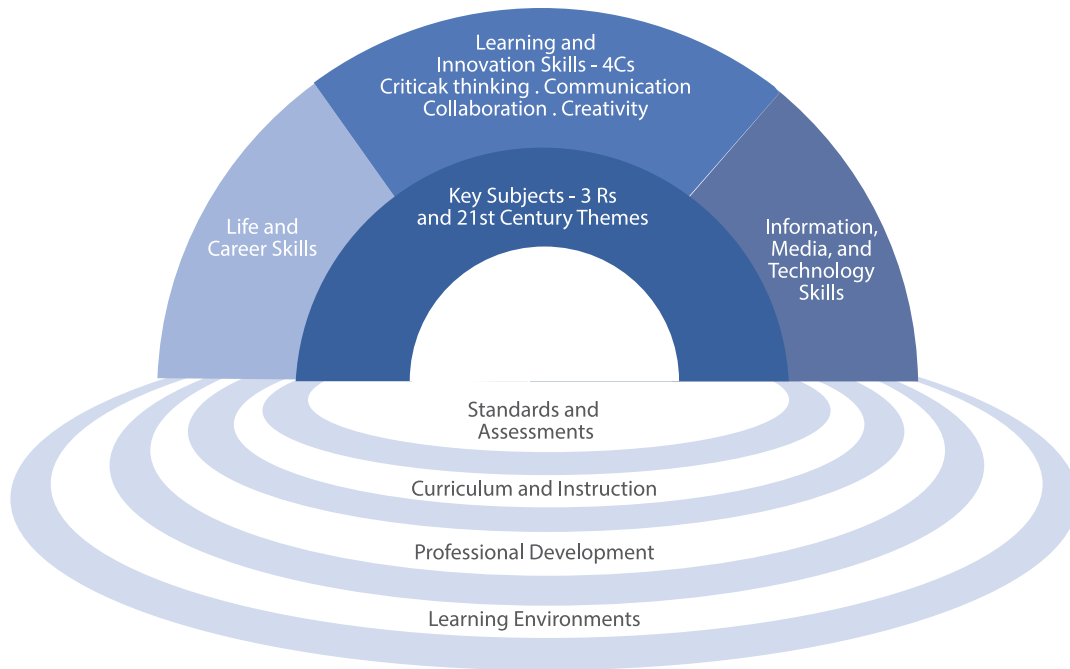 Learning and
Innovation Skills - 4Cs
Criticak thinking . Communication
Collaboration . Creativity
Key Subjects - 3 Rs
and 21st Century Themes
Life and
Career Skills
Information,
Media, and
Technology
Skills
Standards and
Assessments
Curriculum and Instruction
Professional Development
Learning Environments